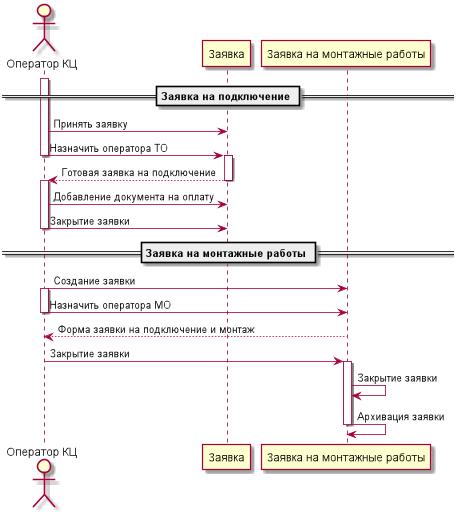 Оператор КЦ
Заявка
Заявка на монтажные работы
Заявка на подключение
Принять заявку
Назначить оператора ТО
Готовая заявка на подключение
Добавление документа на оплату
Закрытие заявки
Заявка на монтажные работы
Создание заявки
Назначить оператора МО
Форма заявки на подключение и монтаж
Закрытие заявки
Закрытие заявки
Архивация заявки
Оператор КЦ
Заявка
Заявка на монтажные работы